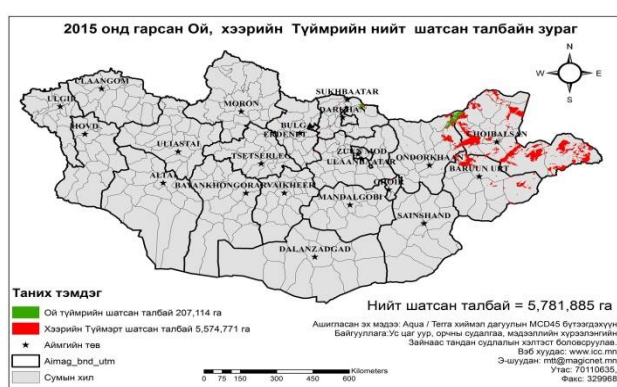 2015 онд гарсан Ой, хээрийн Түймрийн нийт шатсан талбайн зураг
N
W E
S
ULAANGOM
ULGII
HOVD
ULIASTAI
ALTAI
MORON
SUKHBAATAR
DARKHAN
BULGAN
ERDENET
TSETSERLEG
ZUUNMOD
ULAANBAATAR
ONDORKHAAN
CHOIBALSAN
BARUUN URT
BAYANKHONGOR
ARVAIKHEER
CHOIR
MANDALGOBI
SAINSHAND
DALANZADGAD
Таних тэмдэг
Ой түймрийн шатсан талбай 207,114 га
Хээрийн Түймэрт шатсан талбай 5,574,771 га
Аймгийн төв
Aimag_bnd_utm
Сумын хил
Kilometers
0 75 150 300 450 600
Нийт шатсан талбай = 5,781,885 га
Ашигласан эх мэдээ: Aqua / Terra хиймэл дагуулын MCD45 бүтээгдэхүүн
Байгууллага:Ус цаг уур, орчны судалгаа, мэдээллийн хүрээлэнгийн
Зайнаас тандан судлалын хэлтэст боловсруулав.
Вэб хуудас: www.icc.mn
Э-шуудан: mtt@magicnet.mn
Утас: 70110635,
Факс: 329968